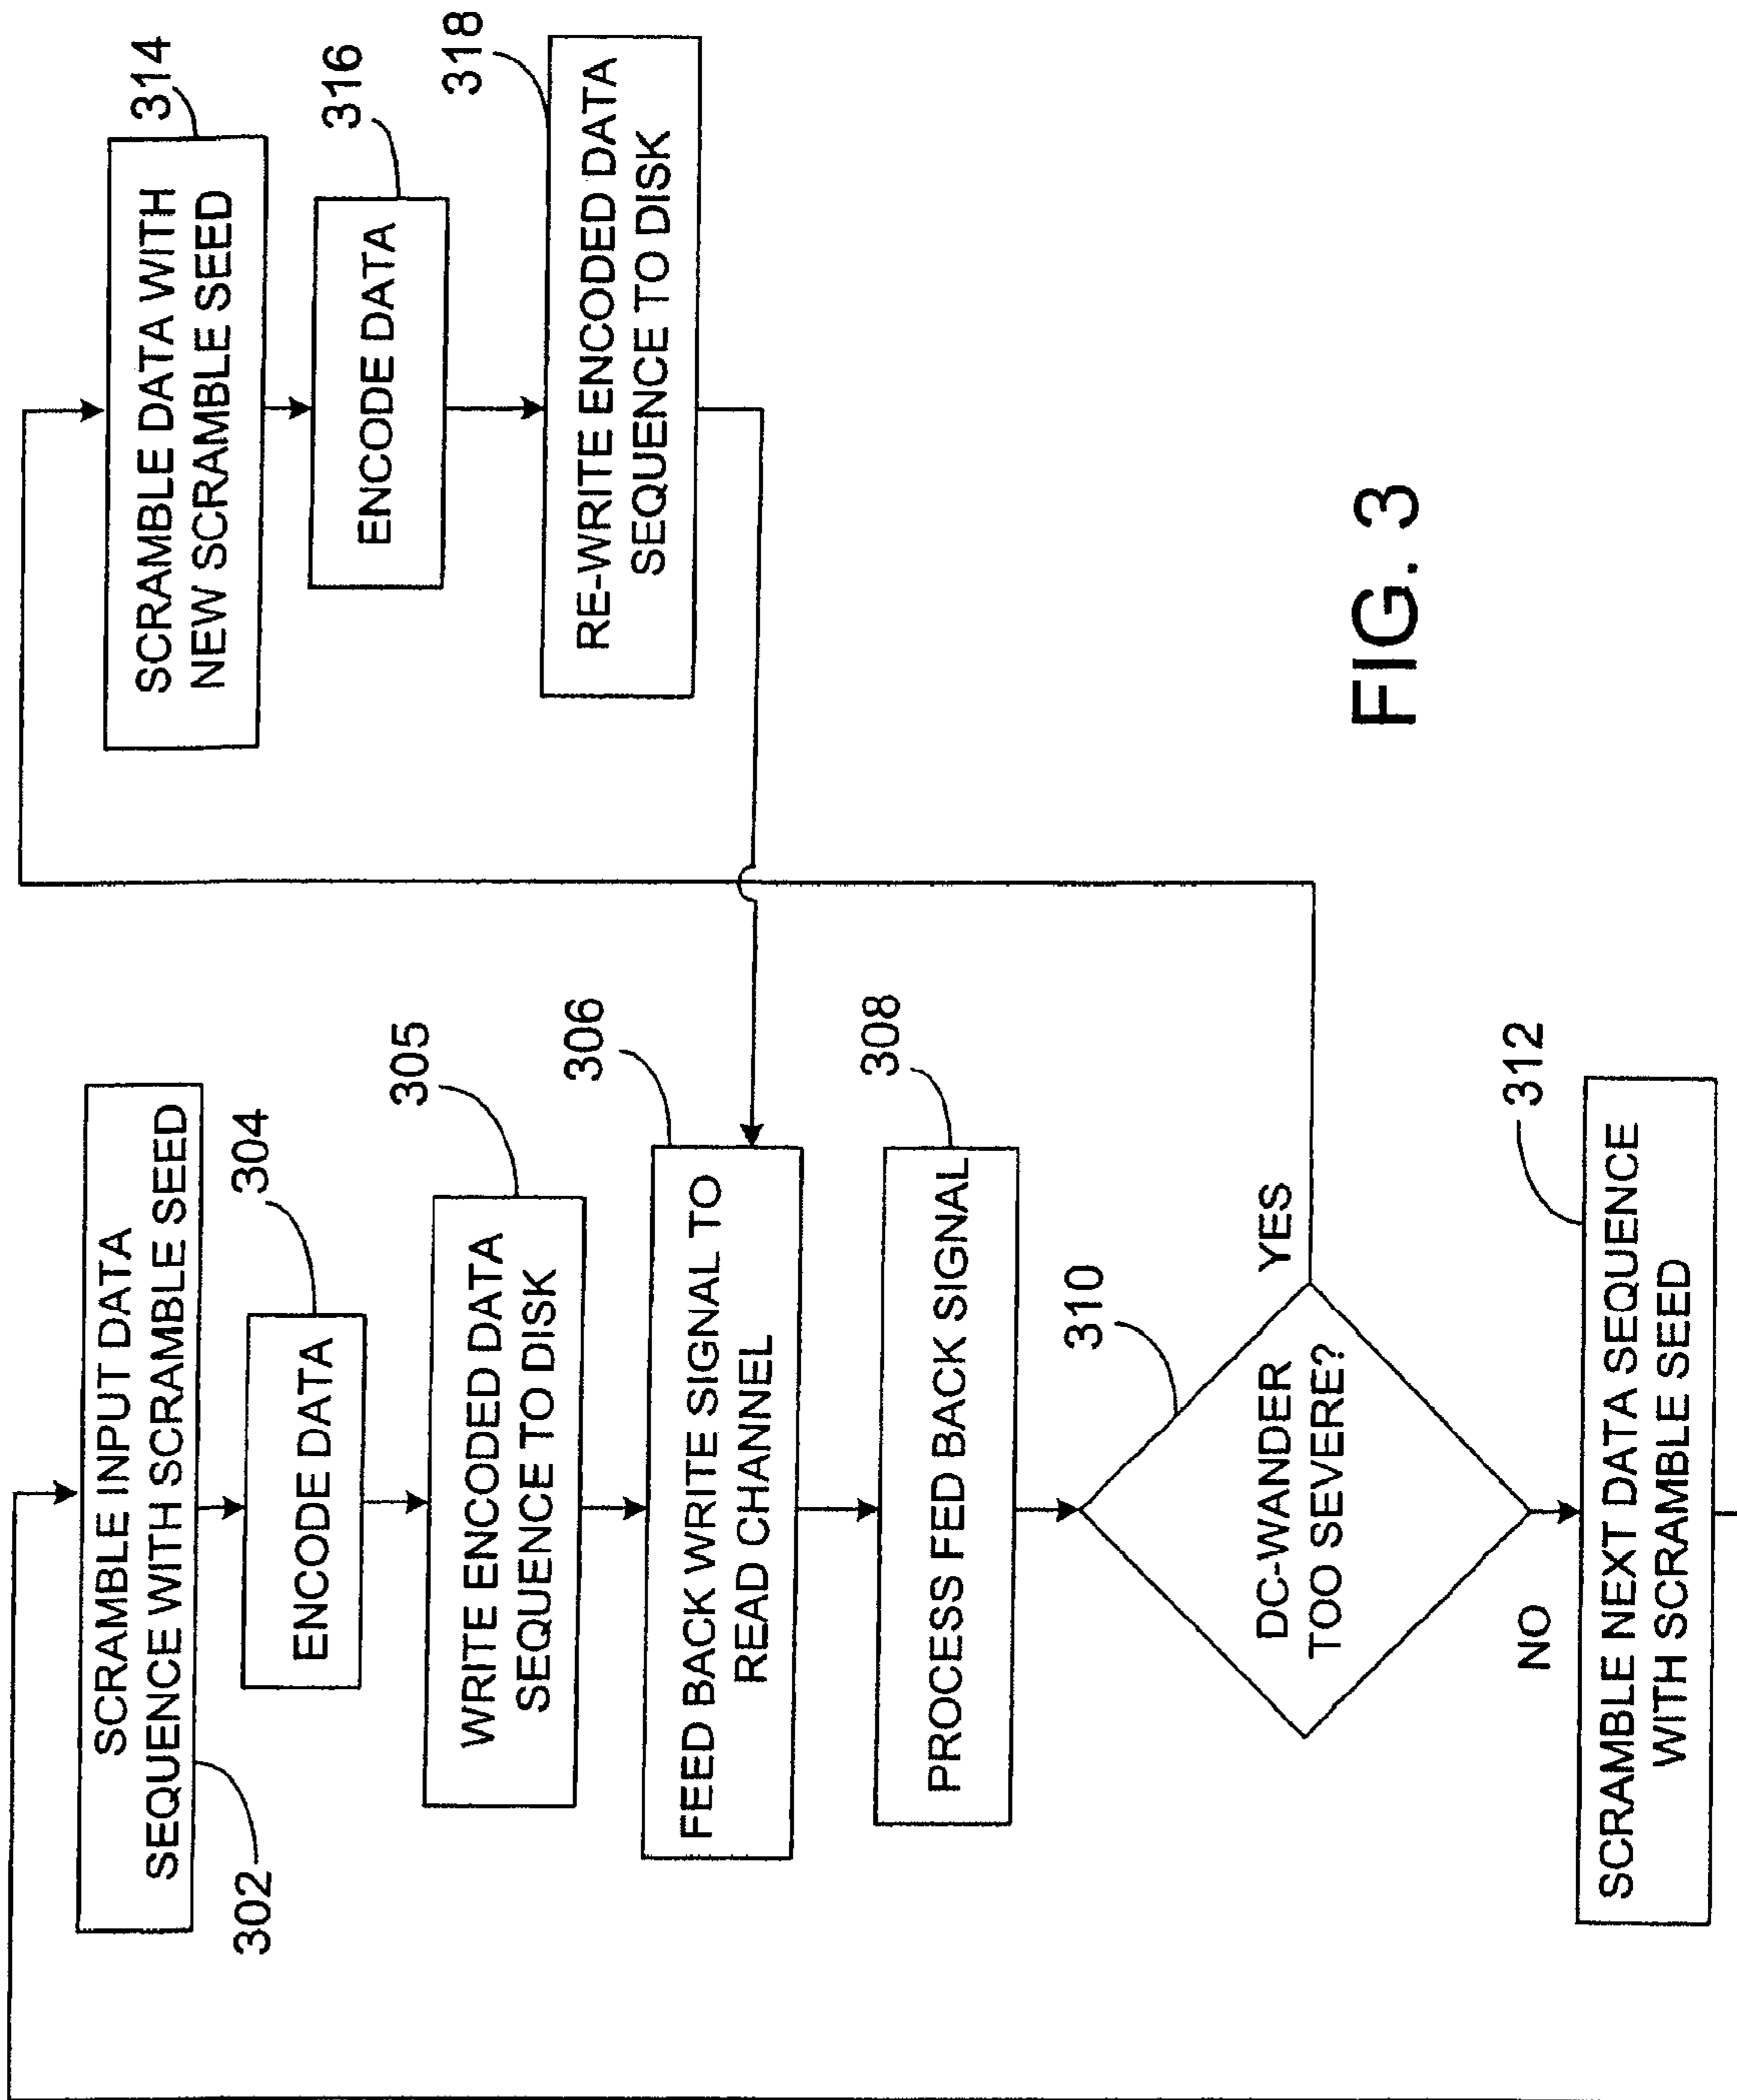 SCRAMBLE INPUT DATA
SEQUENCE WITH SCRAMBLE SEED
302
ENCODE DATA
304
WRITE ENCODED DATA
SEQUENCE TO DISK
305
FEED BACK WRITE SIGNAL TO
READ CHANNEL
306
PROCESS FED BACK SIGNAL
308
DC-WANDER
TOO SEVERE?
310
YES
NO
SCRAMBLE NEXT DATA SEQUENCE
WITH SCRAMBLE SEED
312
SCRAMBLE DATA WITH
NEW SCRAMBLE SEED
314
ENCODE DATA
316
RE-WRITE ENCODED DATA
SEQUENCE TO DISK
318
FIG. 3